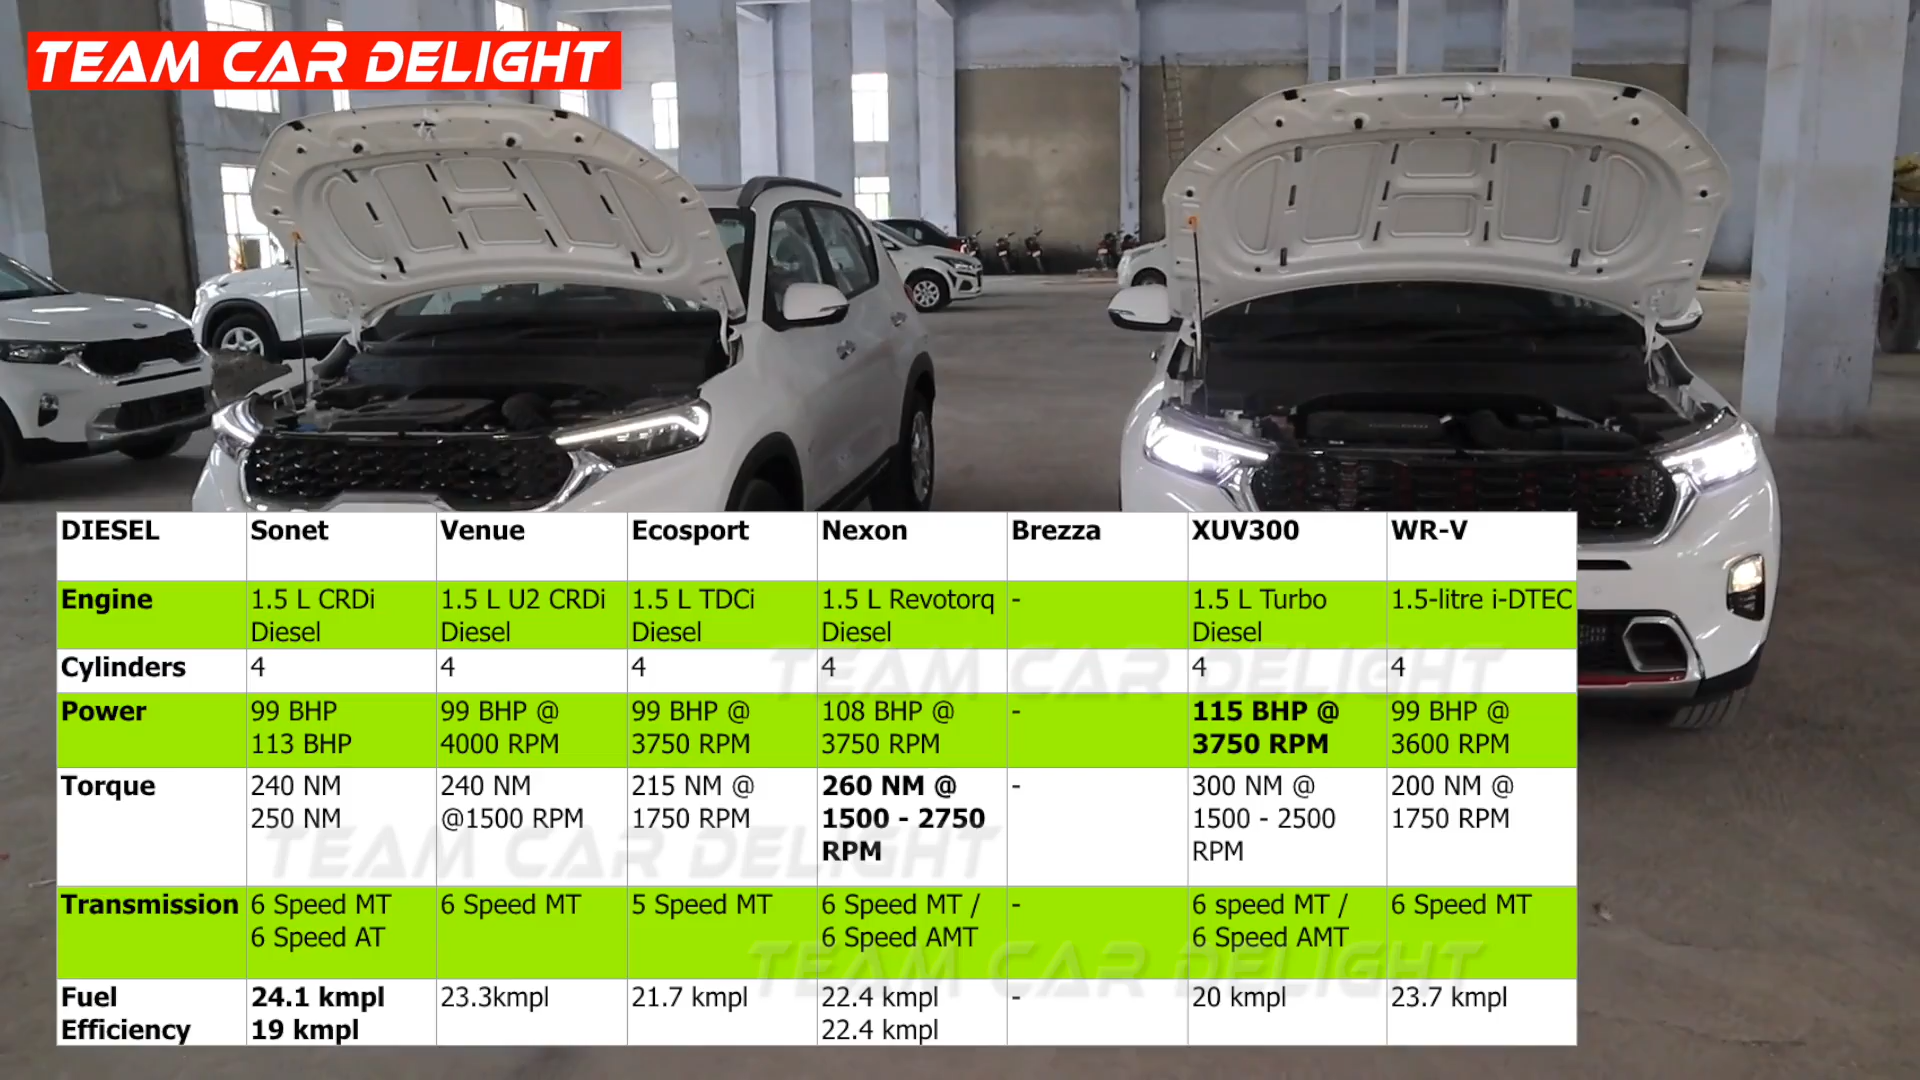 TEAM CAR DELIGHT
DIESEL Sonet Venue Ecosport Nexon Brezza XUV300 WR-V
Engine 1.5 L CRDi 1.5 L U2 CRDi 1.5 L TDCi 1.5 L Revotorq - 1.5 L Turbo 1.5-litre i-DTEC
Diesel Diesel Diesel Diesel Diesel
TEAM CAR DELIGHT
Cylinders 4 4 4 4 4 4
Power 99 BHP 99 BHP @ 99 BHP @ 108 BHP @ - 115 BHP @ 99 BHP @
113 BHP 4000 RPM 3750 RPM 3750 RPM 3750 RPM 3600 RPM
Torque 240 NM 240 NM 215 NM @ 260 NM @ - 300 NM @ 200 NM @
250 NM @1500 RPM 1750 RPM 1500 - 2750 1500 - 2500 1750 RPM
RPM RPM
TEAM CAR DELIGHT
Transmission 6 Speed MT 6 Speed MT 5 Speed MT 6 Speed MT / - 6 speed MT / 6 Speed MT
6 Speed AT 6 Speed AMT 6 Speed AMT
TEAM CAR DELIGHT
Fuel 24.1 kmpl 23.3kmpl 21.7 kmpl 22.4 kmpl - 20 kmpl 23.7 kmpl
Efficiency 19 kmpl 22.4 kmpl